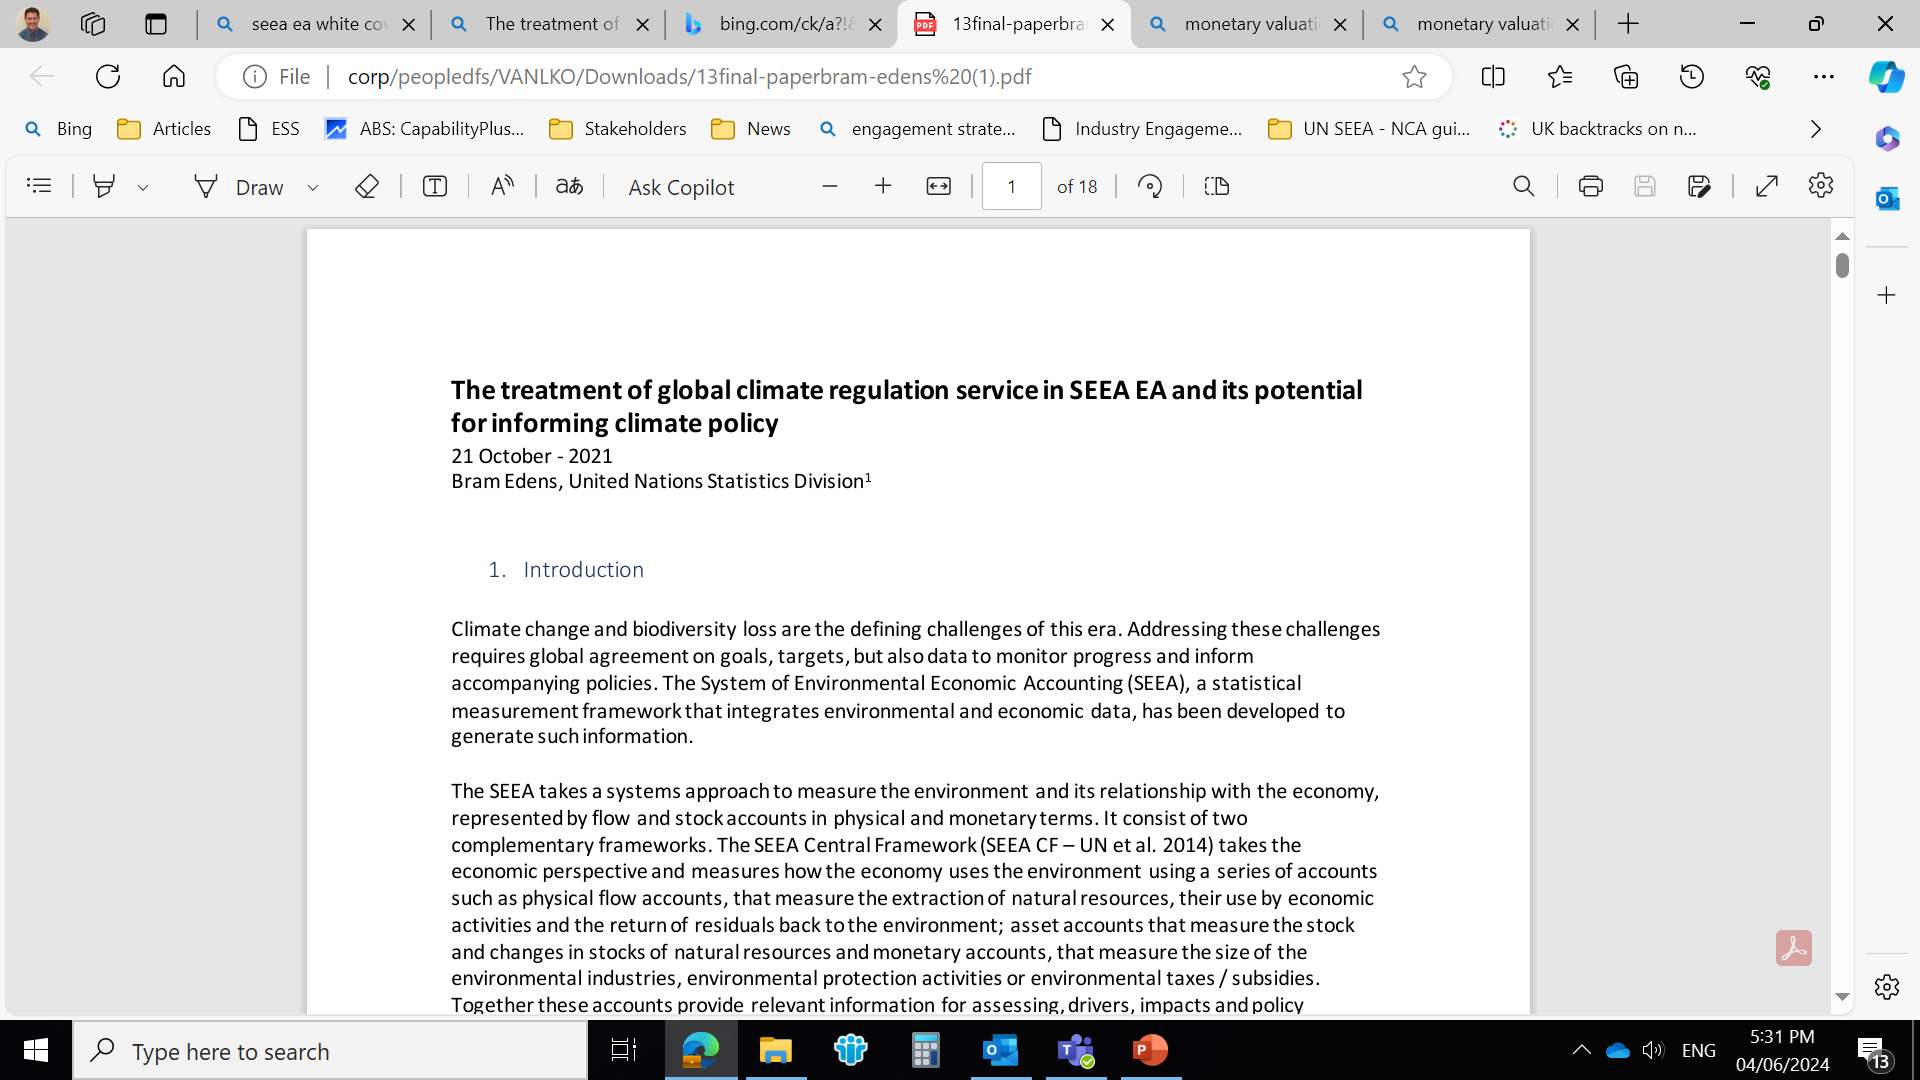 seea ea white cov
The treatment of
bing.com/ck/a?!&
13final-paperbra
monetary valuati
monetary valuati
File
corp/peopledfs/VANLKO/Downloads/13final-paperbram-edens%20(1).pdf
Bing
Articles
ESS
ABS: CapabilityPlus...
Stakeholders
News
engagement strate...
Industry Engageme...
UN SEEA - NCA gui...
UK backtracks on n...
Draw
Ask Copilot
1
of 18
The treatment of global climate regulation service in SEEA EA and its potential
for informing climate policy
21 October - 2021
Bram Edens, United Nations Statistics Division1
1. Introduction
Climate change and biodiversity loss are the defining challenges of this era. Addressing these challenges
requires global agreement on goals, targets, but also data to monitor progress and inform
accompanying policies. The System of Environmental Economic Accounting (SEEA), a statistical
measurement framework that integrates environmental and economic data, has been developed to
generate such information.
The SEEA takes a systems approach to measure the environment and its relationship with the economy,
represented by flow and stock accounts in physical and monetary terms. It consist of two
complementary frameworks. The SEEA Central Framework (SEEA CF – UN et al. 2014) takes the
economic perspective and measures how the economy uses the environment using a series of accounts
such as physical flow accounts, that measure the extraction of natural resources, their use by economic
activities and the return of residuals back to the environment; asset accounts that measure the stock
and changes in stocks of natural resources and monetary accounts, that measure the size of the
environmental industries, environmental protection activities or environmental taxes / subsidies.
Together these accounts provide relevant information for assessing, drivers, impacts and policy
Type here to search
ENG
5:31 PM
04/06/2024
13